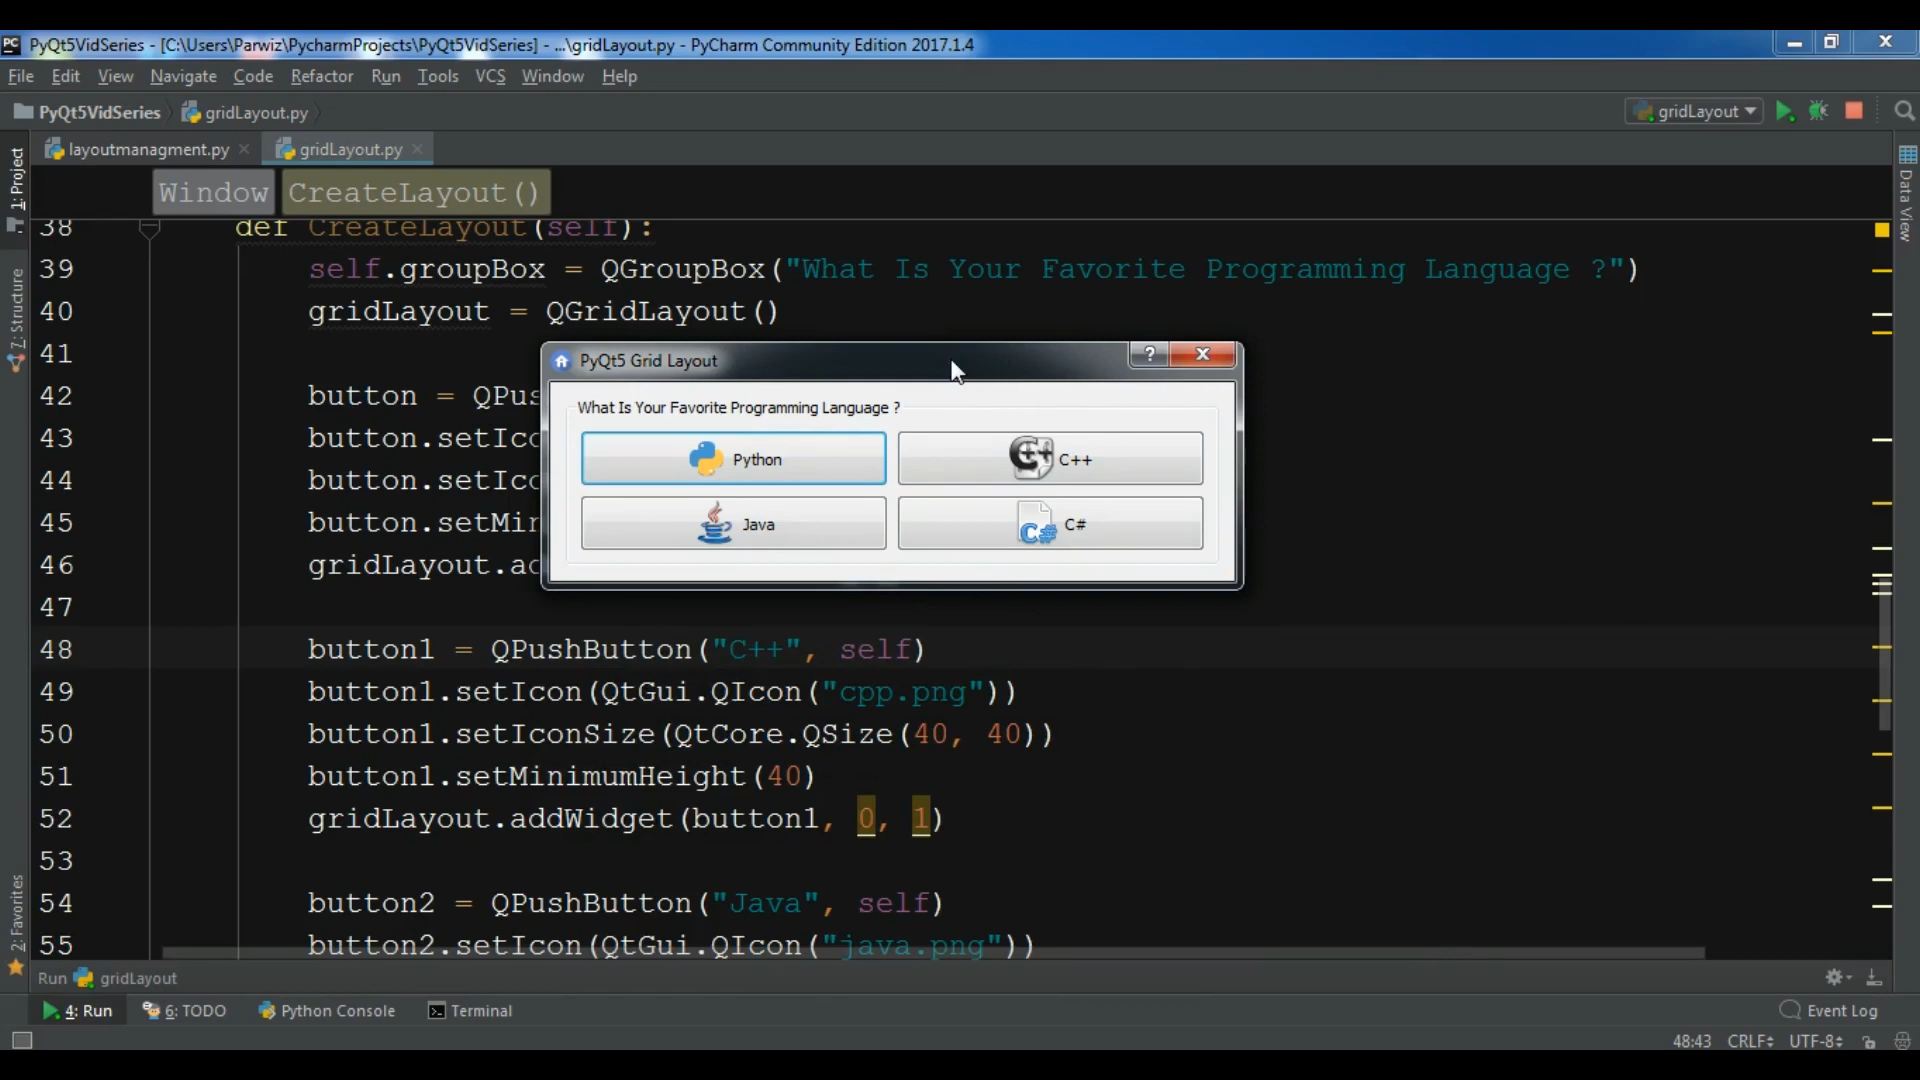 PC PyQt5VidSeries - [C:\Users\Parwiz\PycharmProjects\PyQt5VidSeries] - ...\gridLayout.py - PyCharm Community Edition 2017.1.4
File Edit View Navigate Code Refactor Run Tools VCS Window Help
PyQt5VidSeries gridLayout.py gridLayout
layoutmanagment.py gridLayout.py
1: Project
7: Structure
2: Favorites
Data View
Window CreateLayout()
38 def CreateLayout(self):
39 self.groupBox = QGroupBox("What Is Your Favorite Programming Language ?")
40 gridLayout = QGridLayout()
41
42 button = QPus
43 button.setIco
44 button.setIco
45 button.setMin
46 gridLayout.ad
47
48 button1 = QPushButton("C++", self)
49 button1.setIcon(QtGui.QIcon("cpp.png"))
50 button1.setIconSize(QtCore.QSize(40, 40))
51 button1.setMinimumHeight(40)
52 gridLayout.addWidget(button1, 0, 1)
53
54 button2 = QPushButton("Java", self)
55 button2.setIcon(QtGui.QIcon("java.png"))
PyQt5 Grid Layout ?
What Is Your Favorite Programming Language ?
Python C++ C++
Java C# C#
Run gridLayout
4: Run 6: TODO Python Console Terminal Event Log
48:43 CRLF UTF-8